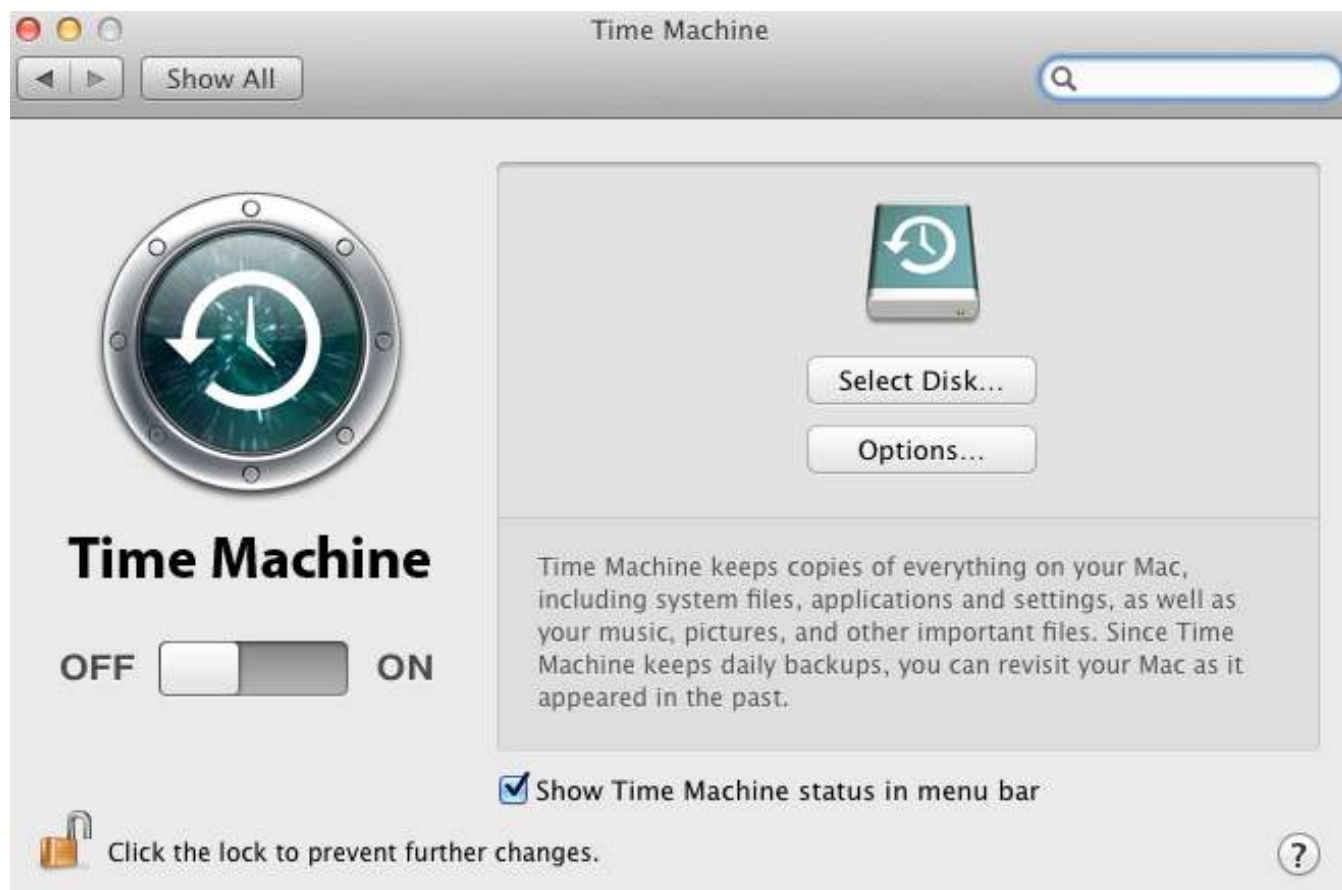 Time Machine
Show All
Select Disk...
Options...
Time Machine
OFF
ON
Time Machine keeps copies of everything on your Mac,
including system files, applications and settings, as well as
your music, pictures, and other important files. Since Time
Machine keeps daily backups, you can revisit your Mac as it
appeared in the past.
Show Time Machine status in menu bar
Click the lock to prevent further changes.
?